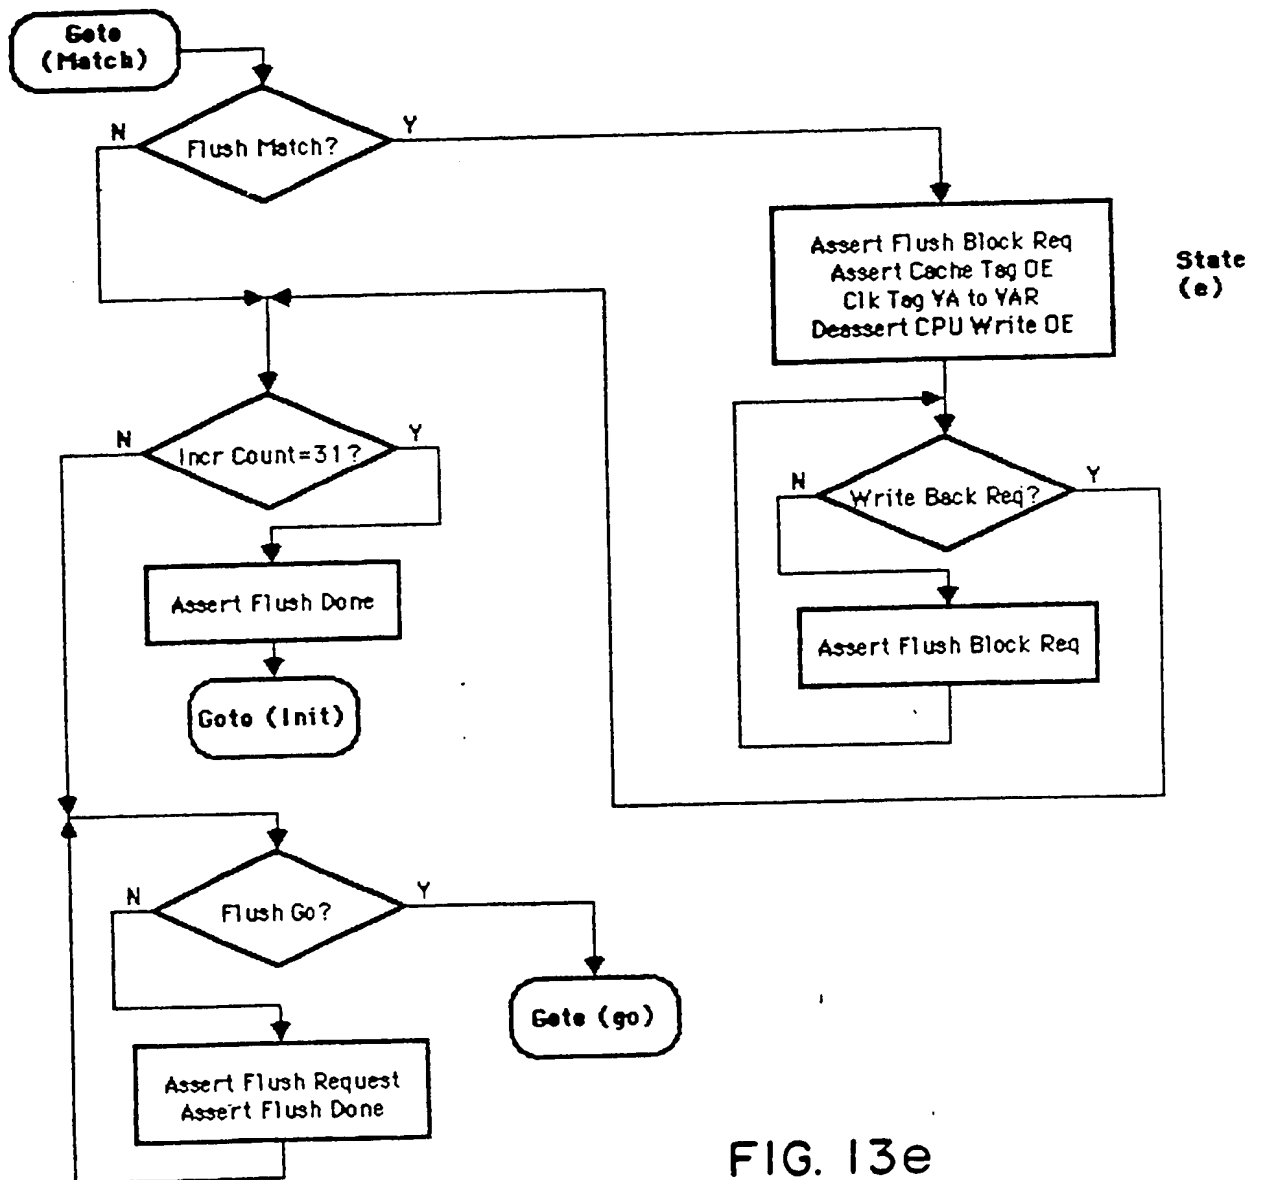 Goto
(Match)
Flush Match?
N
Y
Assert Flush Block Req
Assert Cache Tag OE
Clk Tag VA to VAR
Deassert CPU Write OE
State
(e)
Incr Count=31?
N
Y
Write Back Req?
N
Y
Assert Flush Done
Assert Flush Block Req
Goto (Init)
Flush Go?
N
Y
Goto (go)
Assert Flush Request
Assert Flush Done
FIG. 13e